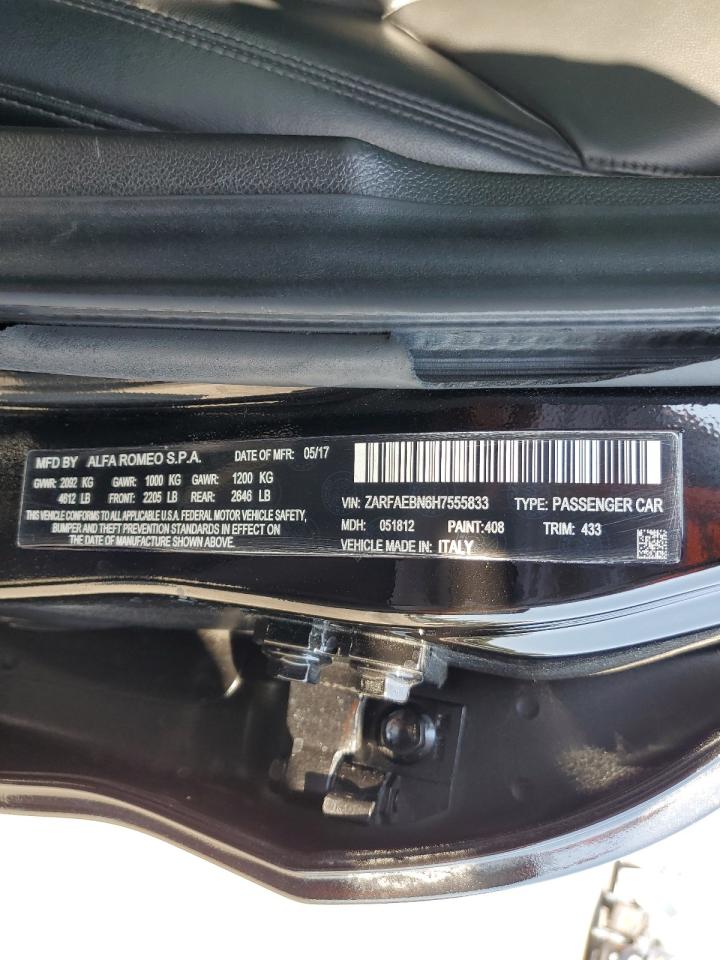 MFD BY ALFA ROMEO S.P.A. DATE OF MFR: 05/17
GVWR: 2092 KG GAWR: 1000 KG GAWR: 1200 KG
4612 LB FRONT: 2205 LB REAR: 2646 LB
THIS VEHICLE CONFORMS TO ALL APPLICABLE U.S.A. FEDERAL MOTOR VEHICLE SAFETY,
BUMPER AND THEFT PREVENTION STANDARDS IN EFFECT ON
THE DATE OF MANUFACTURE SHOWN ABOVE.
VIN: ZARFAEBN6H7555833 TYPE: PASSENGER CAR
MDH: 051812 PAINT:408 TRIM: 433
VEHICLE MADE IN: ITALY